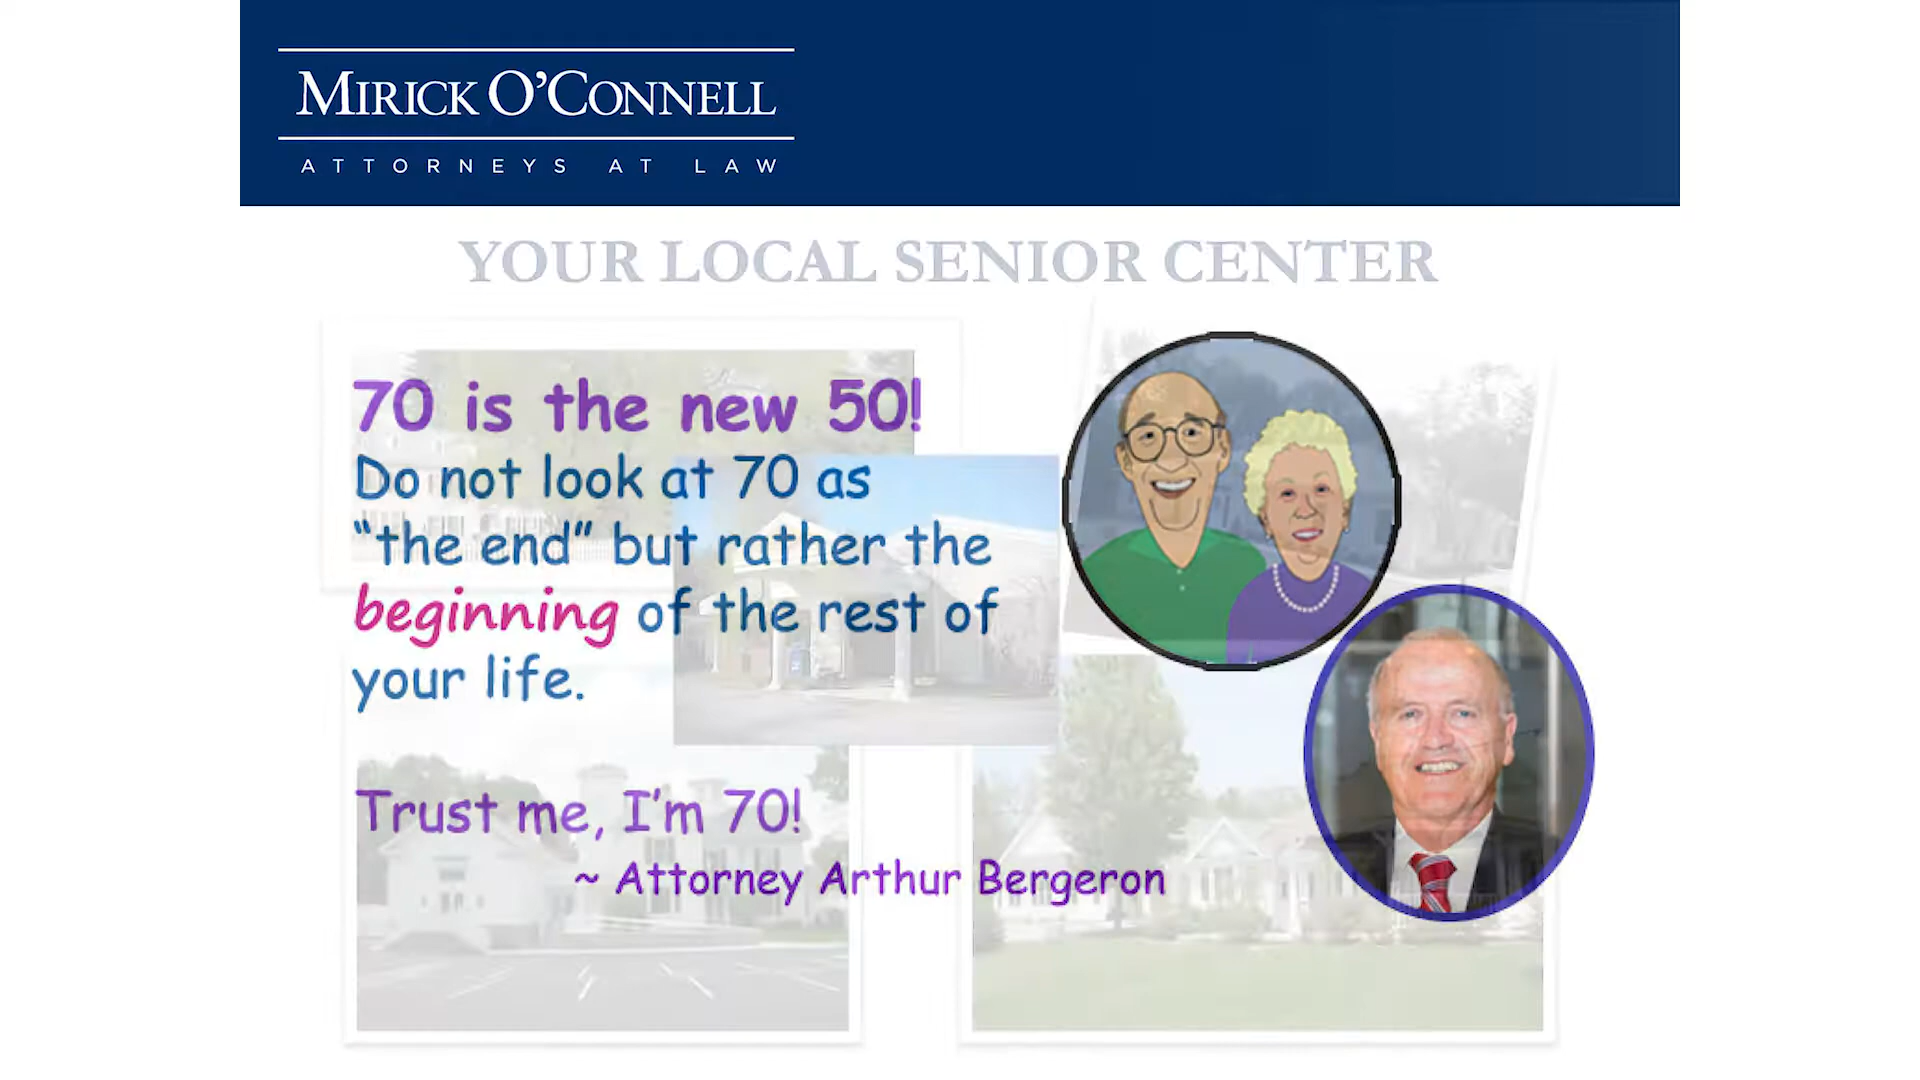 MIRICK O'CONNELL
ATTORNEYS AT LAW
YOUR LOCAL SENIOR CENTER
70 is the new 50!
Do not look at 70 as
“the end” but rather the
beginning of the rest of
your life.
Trust me, I'm 70!
~ Attorney Arthur Bergeron